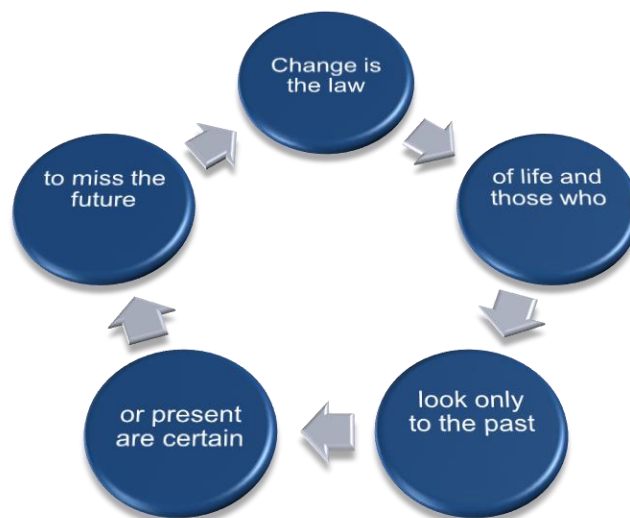 Change is
the law
of life and
those who
look only
to the past
or present
are certain
to miss the
future